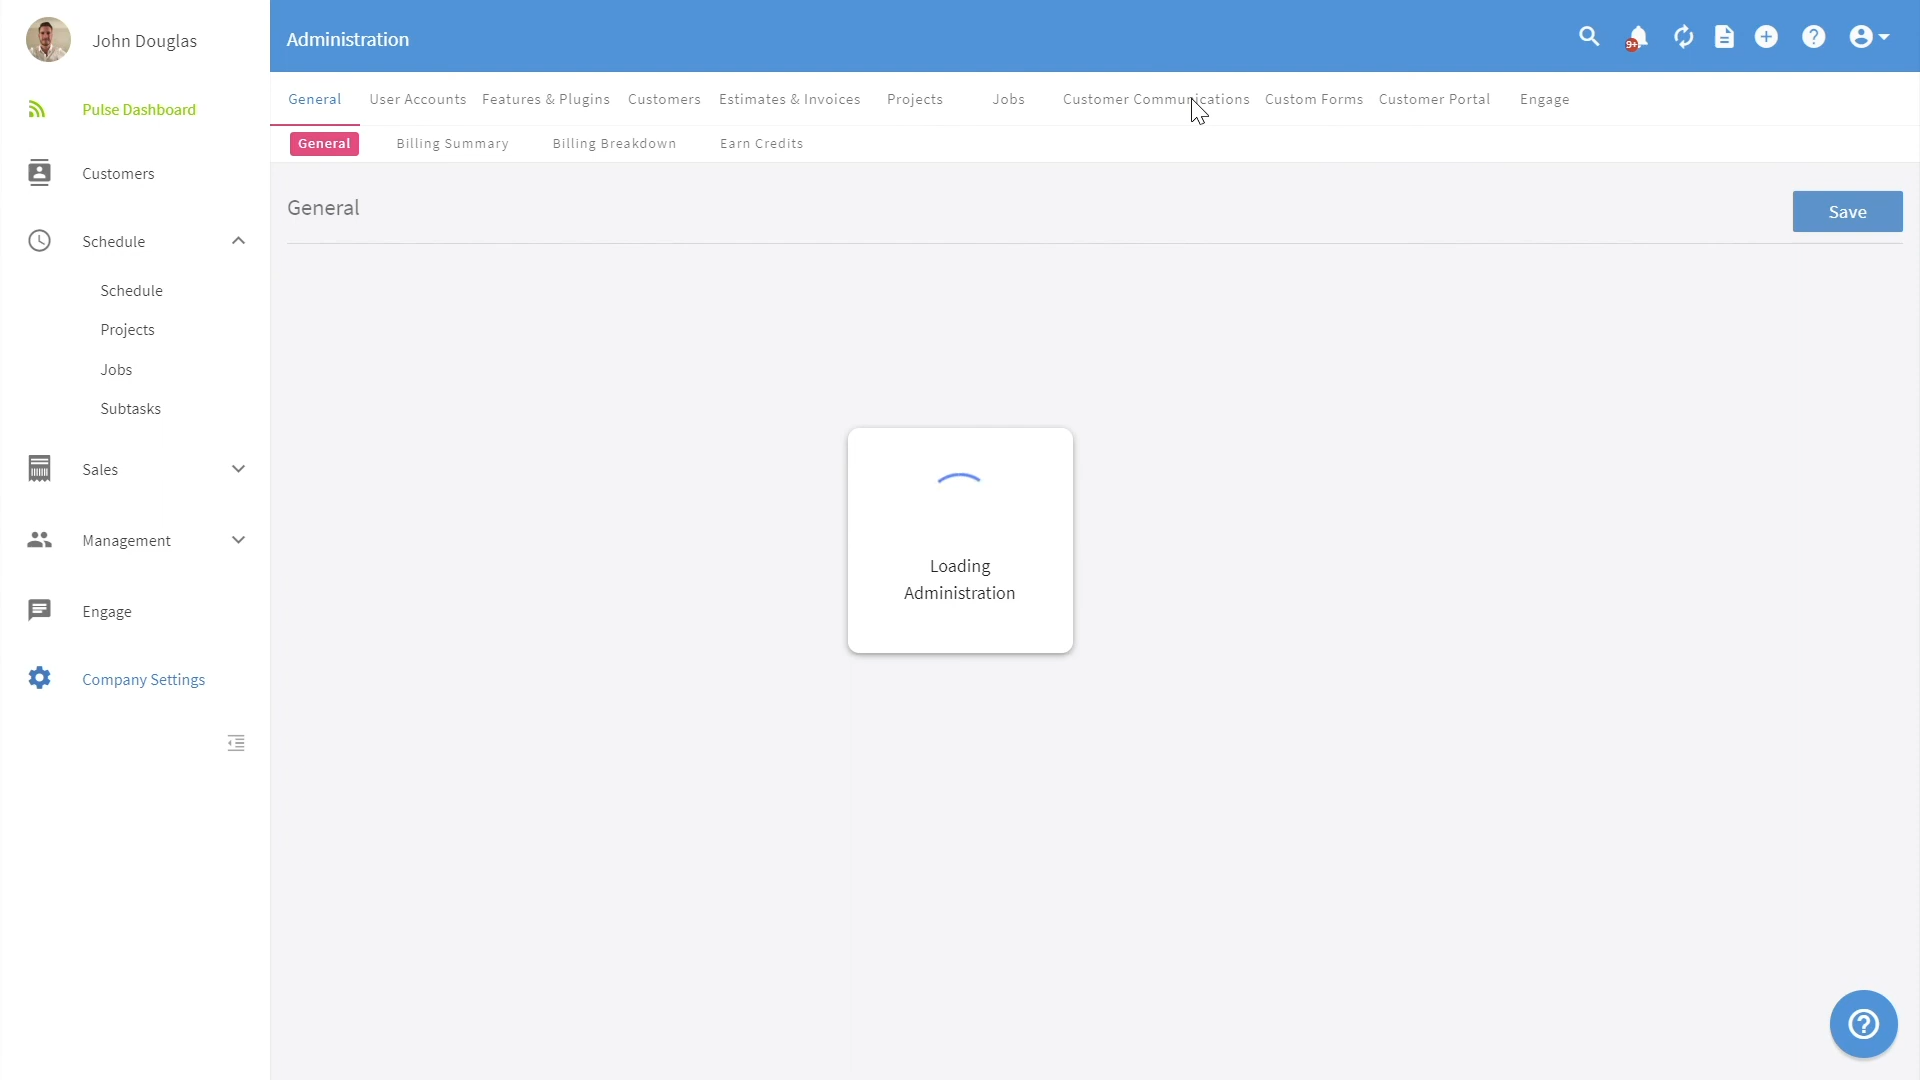 John Douglas
Pulse Dashboard
Customers
Schedule
Schedule
Projects
Jobs
Subtasks
Sales
Management
Engage
Company Settings
Administration
9+
General User Accounts Features & Plugins Customers Estimates & Invoices Projects Jobs Customer Communications Custom Forms Customer Portal Engage
General Billing Summary Billing Breakdown Earn Credits
General
Save
Loading
Administration